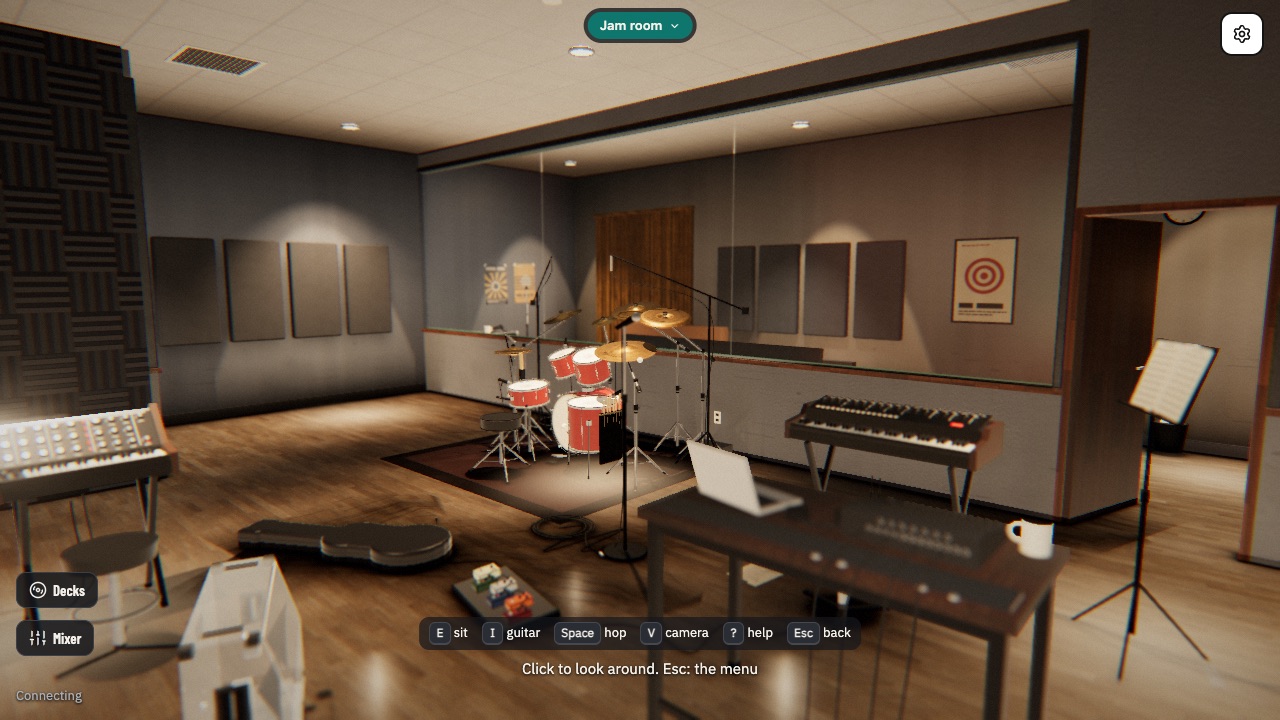 Jam room
Decks
Mixer
E sit I guitar Space hop V camera ? help Esc back
Click to look around. Esc: the menu
Connecting